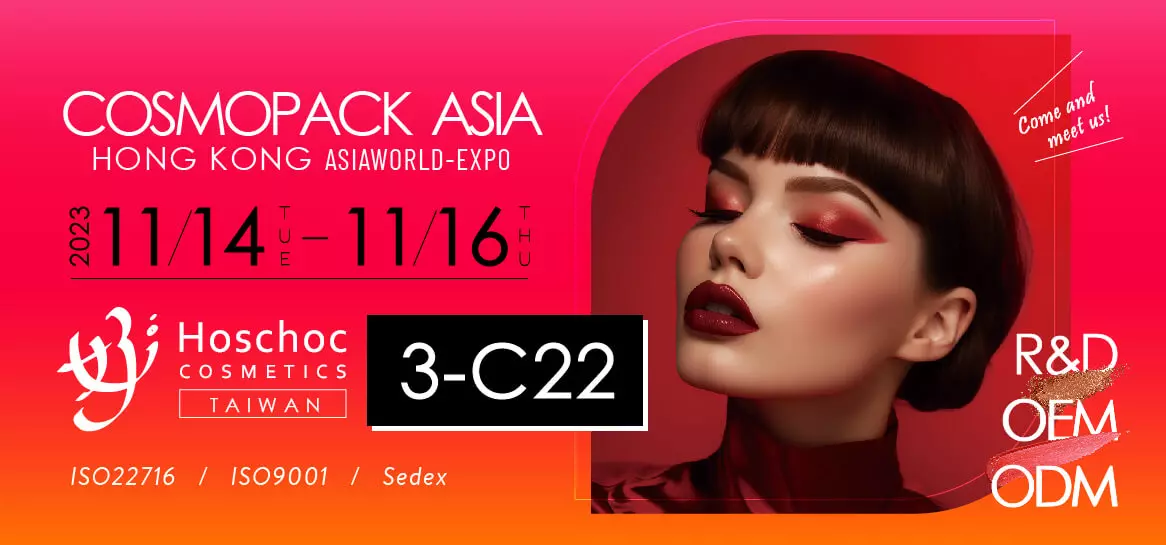 COSMOPACK ASIA
HONG KONG ASIAWORLD-EXPO
2023 11/14 TUE — 11/16 THU
Hoschoc
COSMETICS
TAIWAN
3-C22
ISO22716 / ISO9001 / Sedex
Come and
meet us!
R&D
OEM
ODM